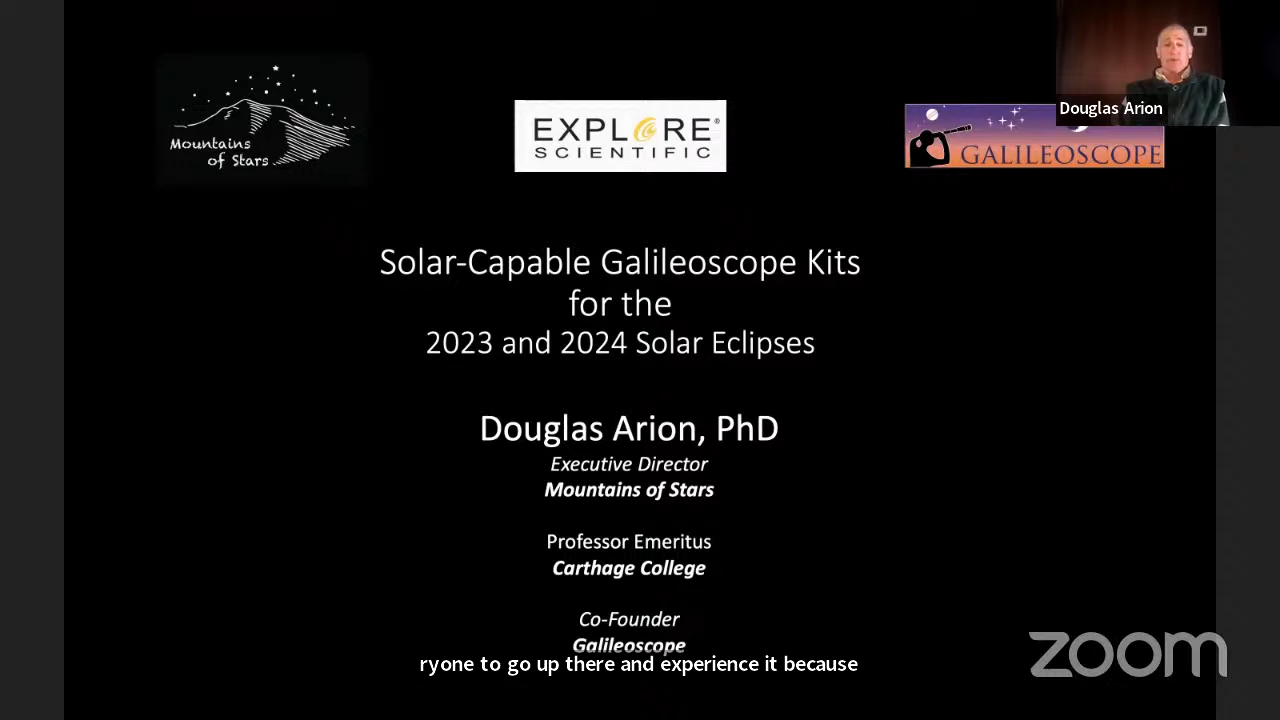 Mountains
of Stars
EXPLORE®
SCIENTIFIC
GALILEOSCOPE
Douglas Arion
Solar-Capable Galileoscope Kits
for the
2023 and 2024 Solar Eclipses
Douglas Arion, PhD
Executive Director
Mountains of Stars
Professor Emeritus
Carthage College
Co-Founder
Galileoscope
ryone to go up there and experience it because
zoom